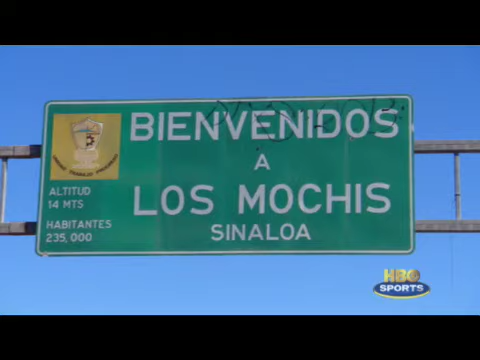 BIENVENIDOS
A
LOS MOCHIS
SINALOA
ALTITUD
14 MTS
HABITANTES
235,000
HBO
SPORTS